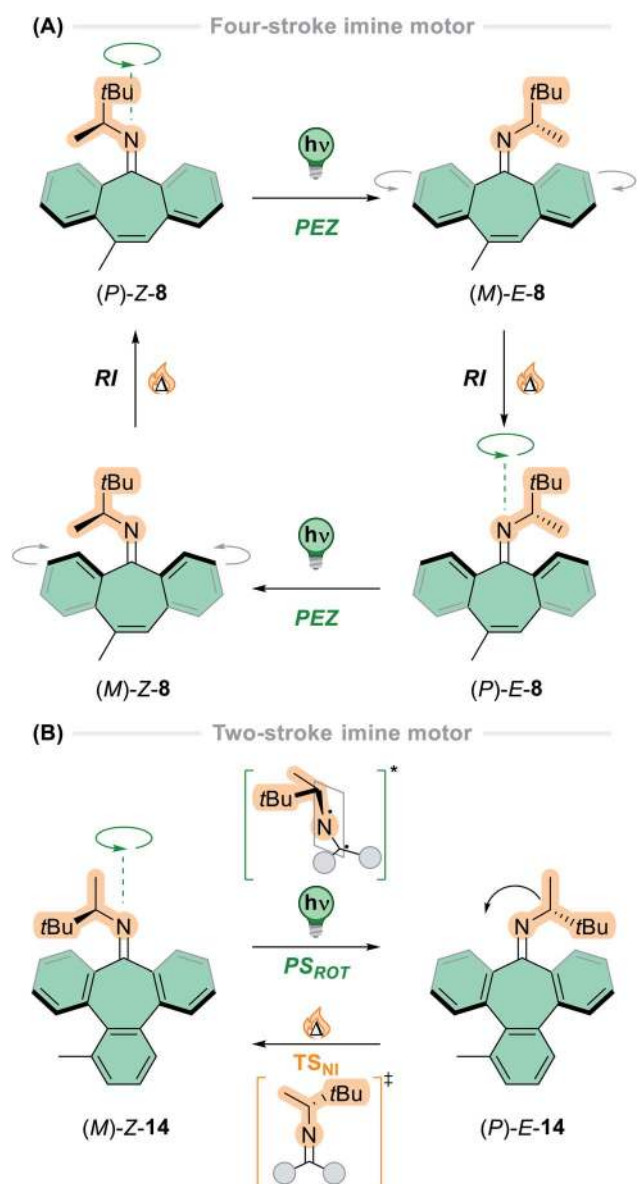 (A) Four-stroke imine motor
tBu
N
hν
PEZ
tBu
N
(P)-Z-8
(M)-E-8
RI
Δ
RI
Δ
tBu
N
hν
PEZ
tBu
N
(M)-Z-8
(P)-E-8
(B) Two-stroke imine motor
*
tBu
N
tBu
N
hν
PSROT
N
tBu
Δ
TSNI
‡
tBu
N
(M)-Z-14
(P)-E-14